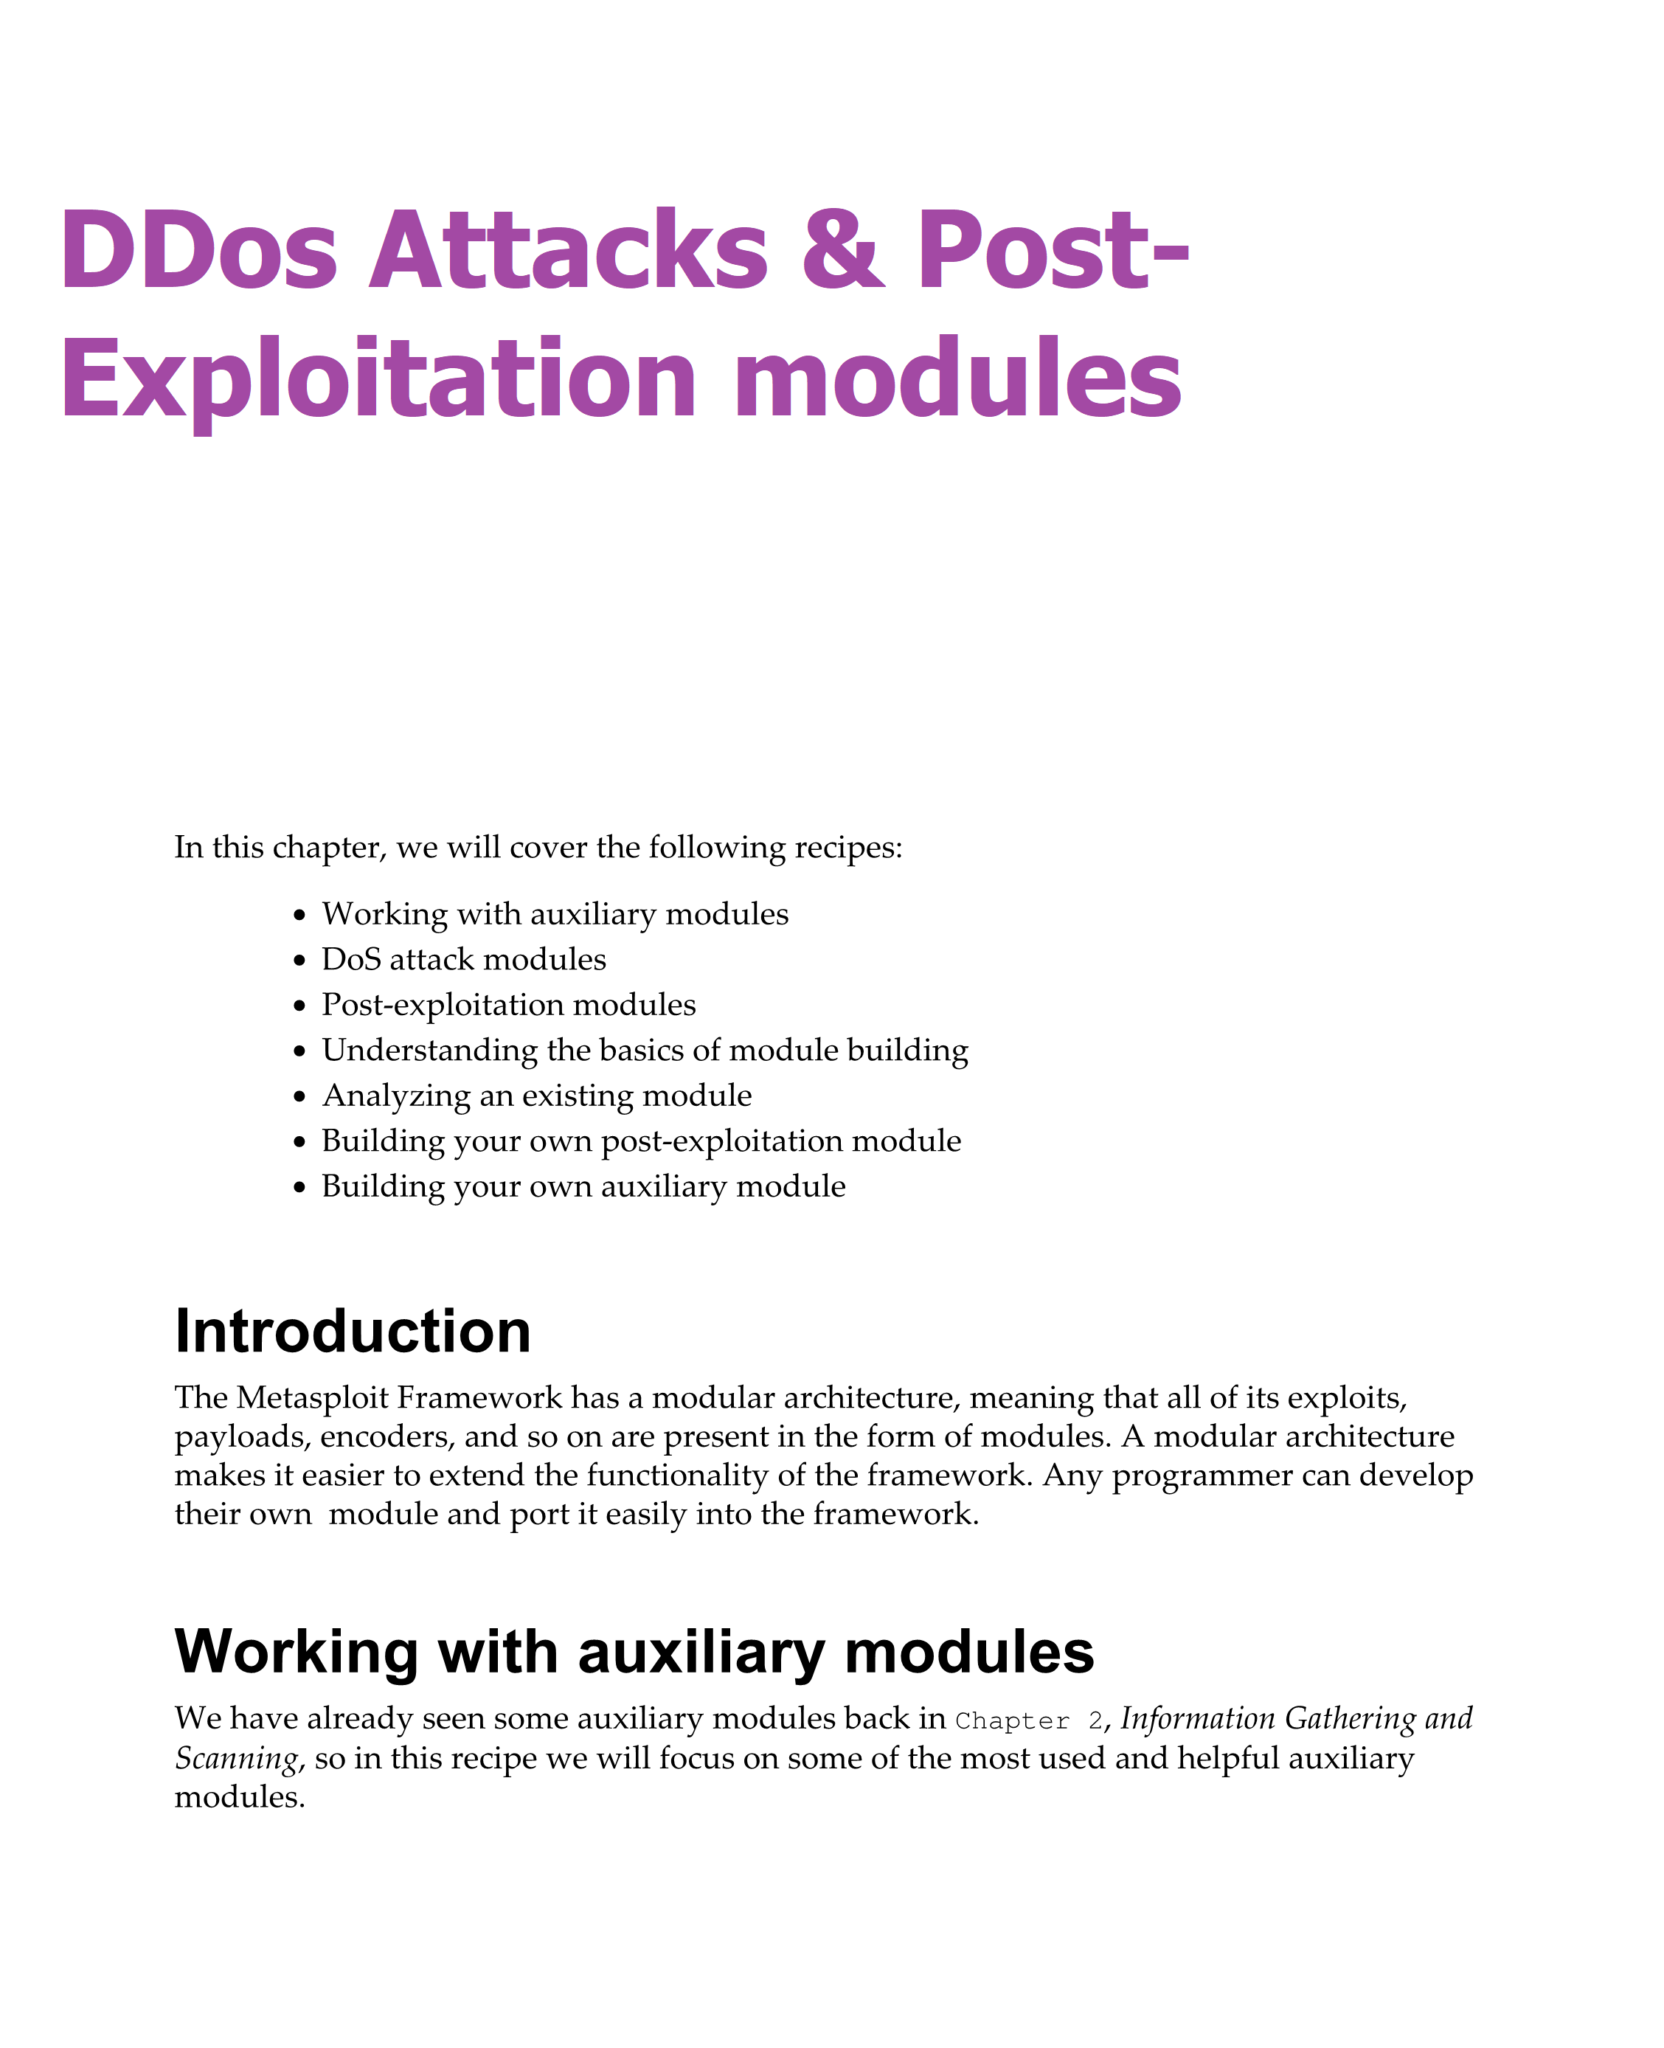 DDos Attacks & Post-
Exploitation modules
In this chapter, we will cover the following recipes:
• Working with auxiliary modules
• DoS attack modules
• Post-exploitation modules
• Understanding the basics of module building
• Analyzing an existing module
• Building your own post-exploitation module
• Building your own auxiliary module
Introduction
The Metasploit Framework has a modular architecture, meaning that all of its exploits,
payloads, encoders, and so on are present in the form of modules. A modular architecture
makes it easier to extend the functionality of the framework. Any programmer can develop
their own  module and port it easily into the framework.
Working with auxiliary modules
We have already seen some auxiliary modules back in Chapter 2, Information Gathering and
Scanning, so in this recipe we will focus on some of the most used and helpful auxiliary
modules.